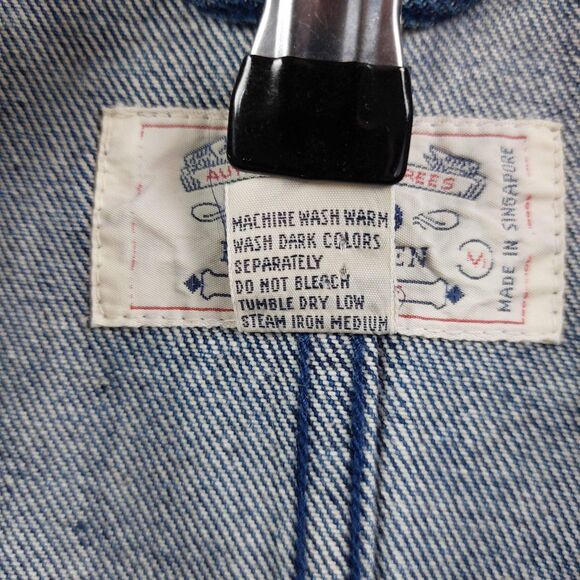 MACHINE WASH WARM
WASH DARK COLORS
SEPARATELY
DO NOT BLEACH
TUMBLE DRY LOW
STEAM IRON MEDIUM
MADE IN SINGAPORE